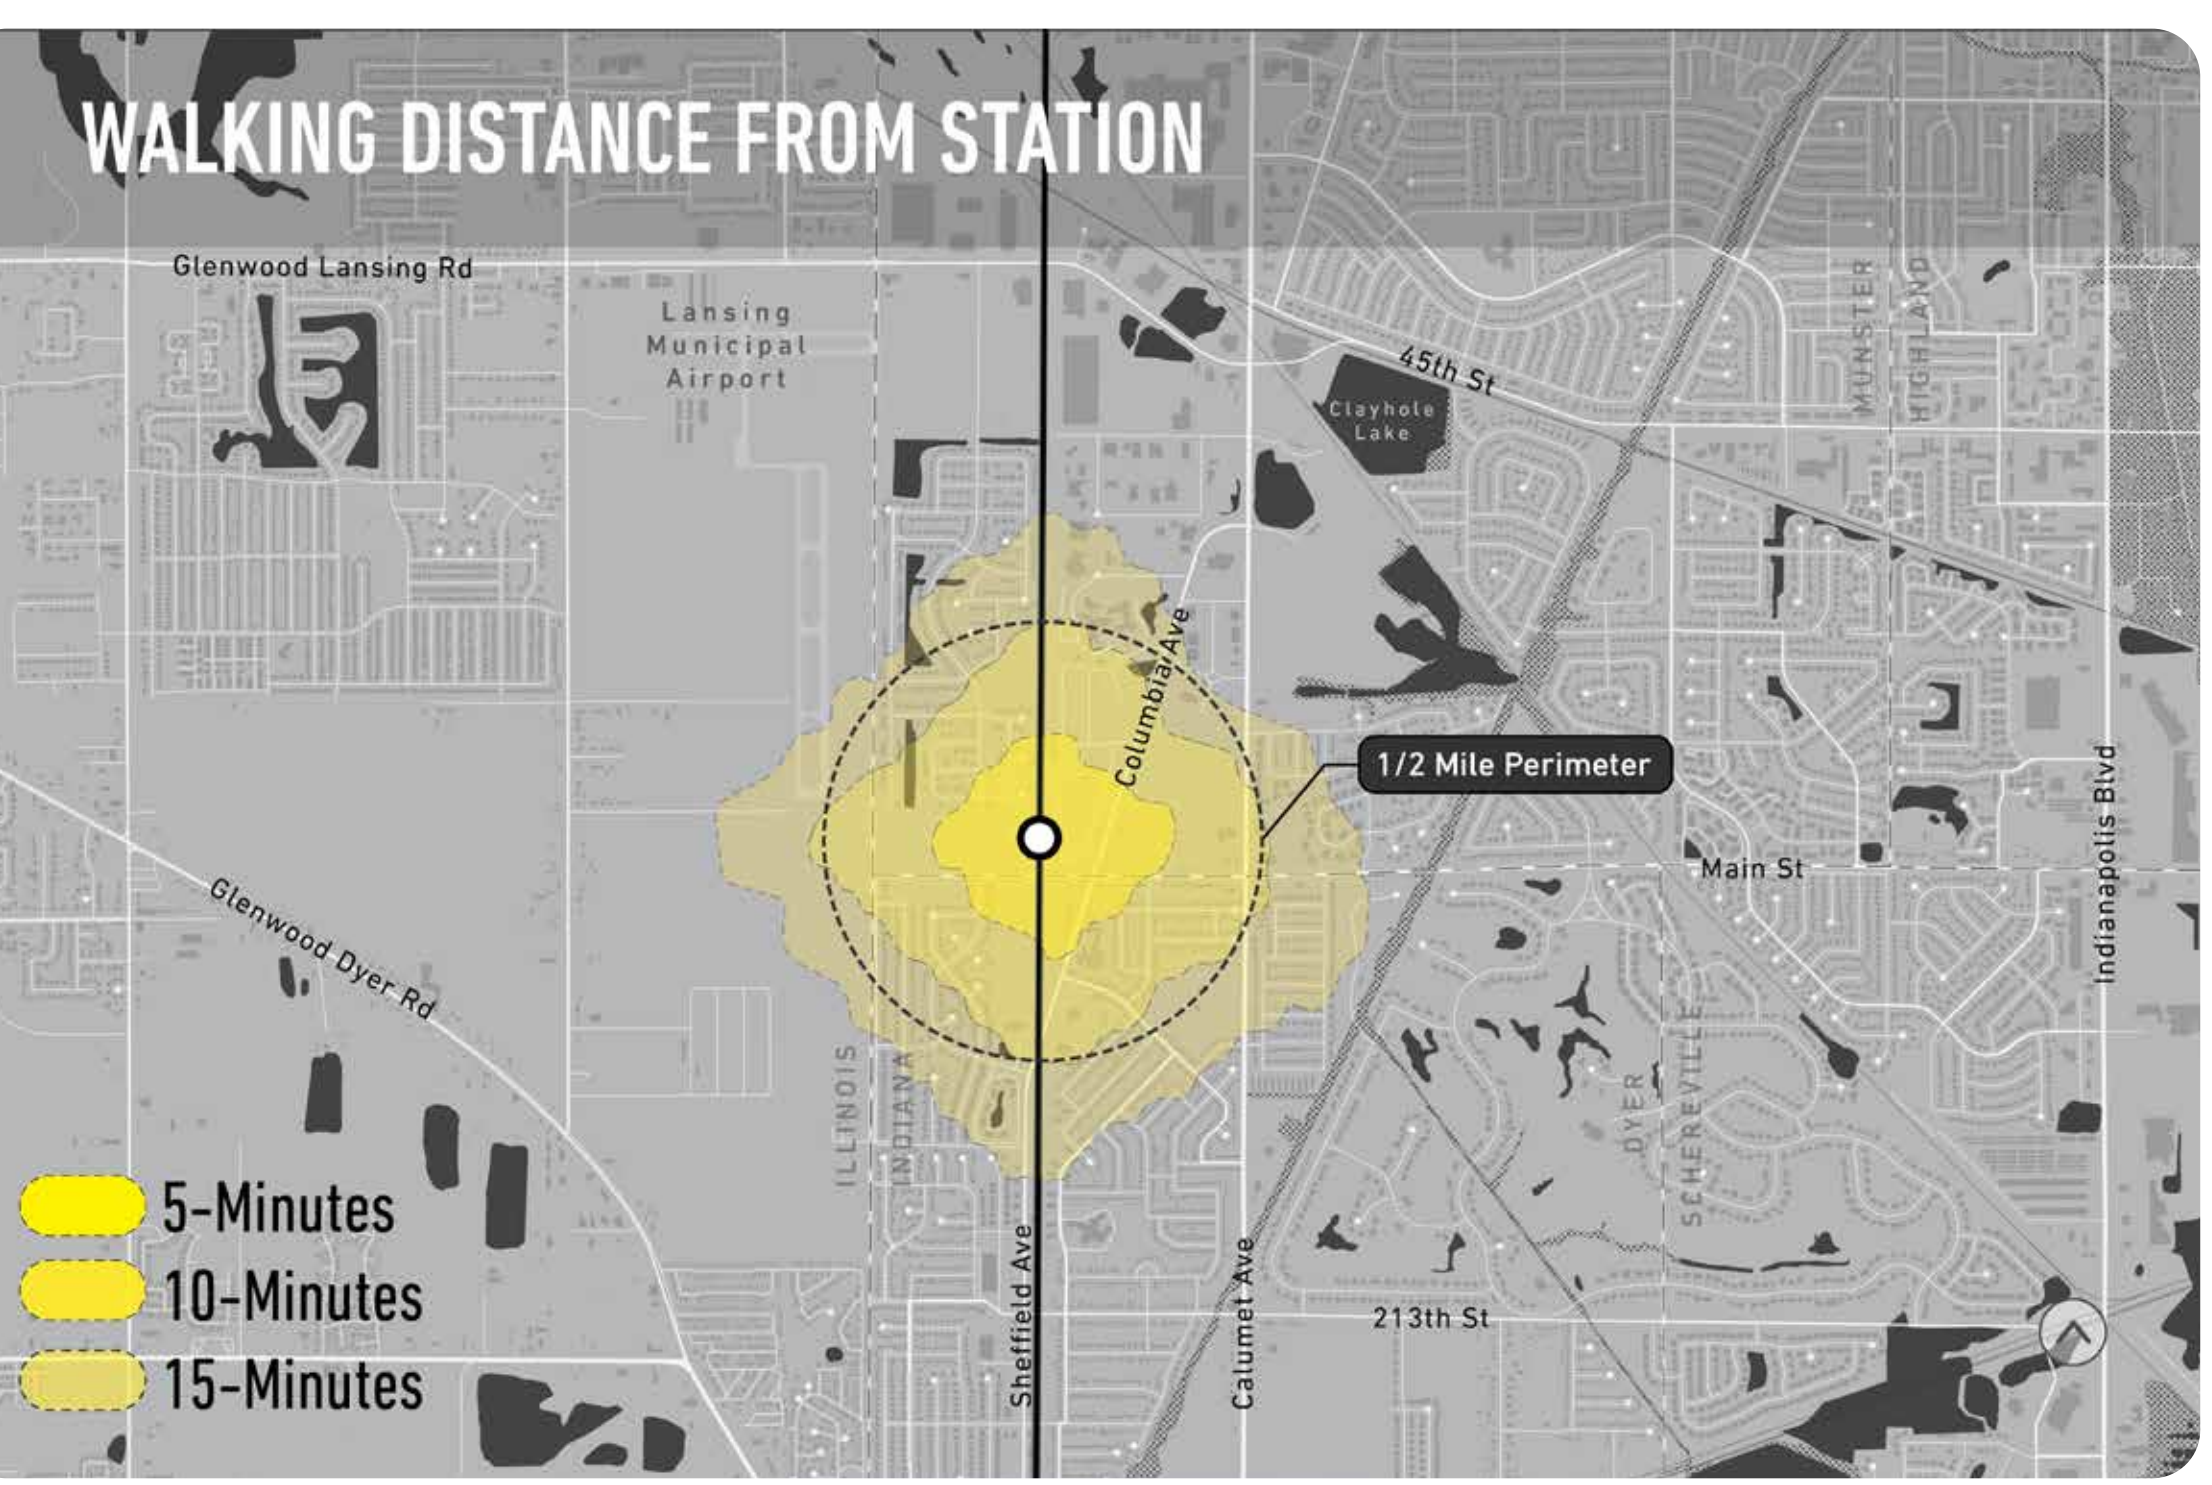 WALKING DISTANCE FROM STATION
Glenwood Lansing Rd
Lansing
Municipal
Airport
45th St
Clayhole
Lake
MUNSTER
HIGHLAND
Columbia Ave
1/2 Mile Perimeter
Main St
Indianapolis Blvd
Glenwood Dyer Rd
ILLINOIS
INDIANA
DYER
SCHEREVILLE
5-Minutes
10-Minutes
15-Minutes
Sheffield Ave
Calumet Ave
213th St